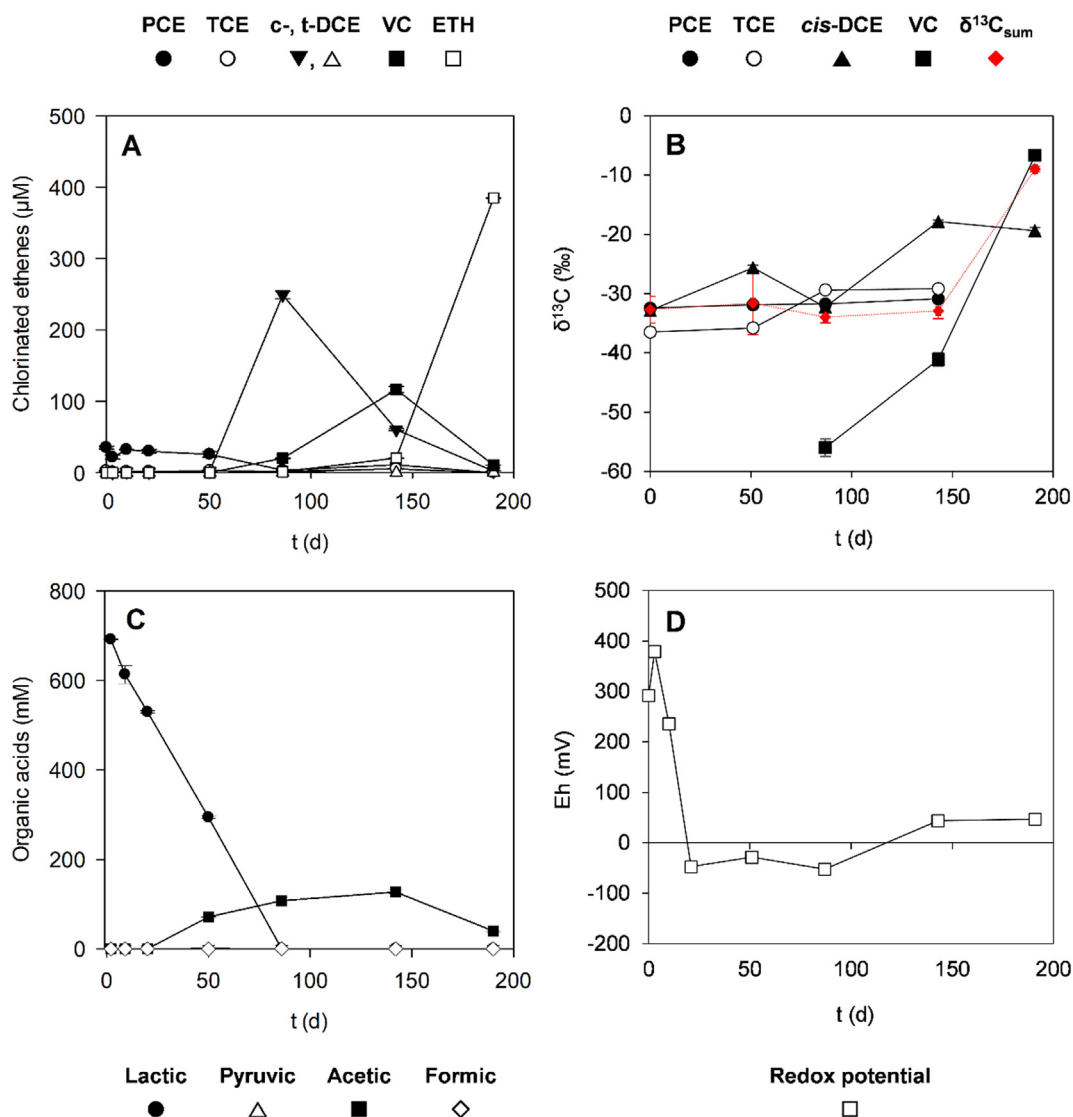 PCE TCE c-, t-DCE VC ETH
,
PCE TCE cis-DCE VC δ¹³Csum
500
400
300
200
100
0
0 50 100 150 200
A
Chlorinated ethenes (µM)
t (d)
0
-10
-20
-30
-40
-50
-60
0 50 100 150 200
B
δ¹³C (‰)
t (d)
800
600
400
200
0
0 50 100 150 200
C
Organic acids (mM)
t (d)
500
400
300
200
100
0
-100
-200
0 50 100 150 200
D
Eh (mV)
t (d)
Lactic Pyruvic Acetic Formic
Redox potential